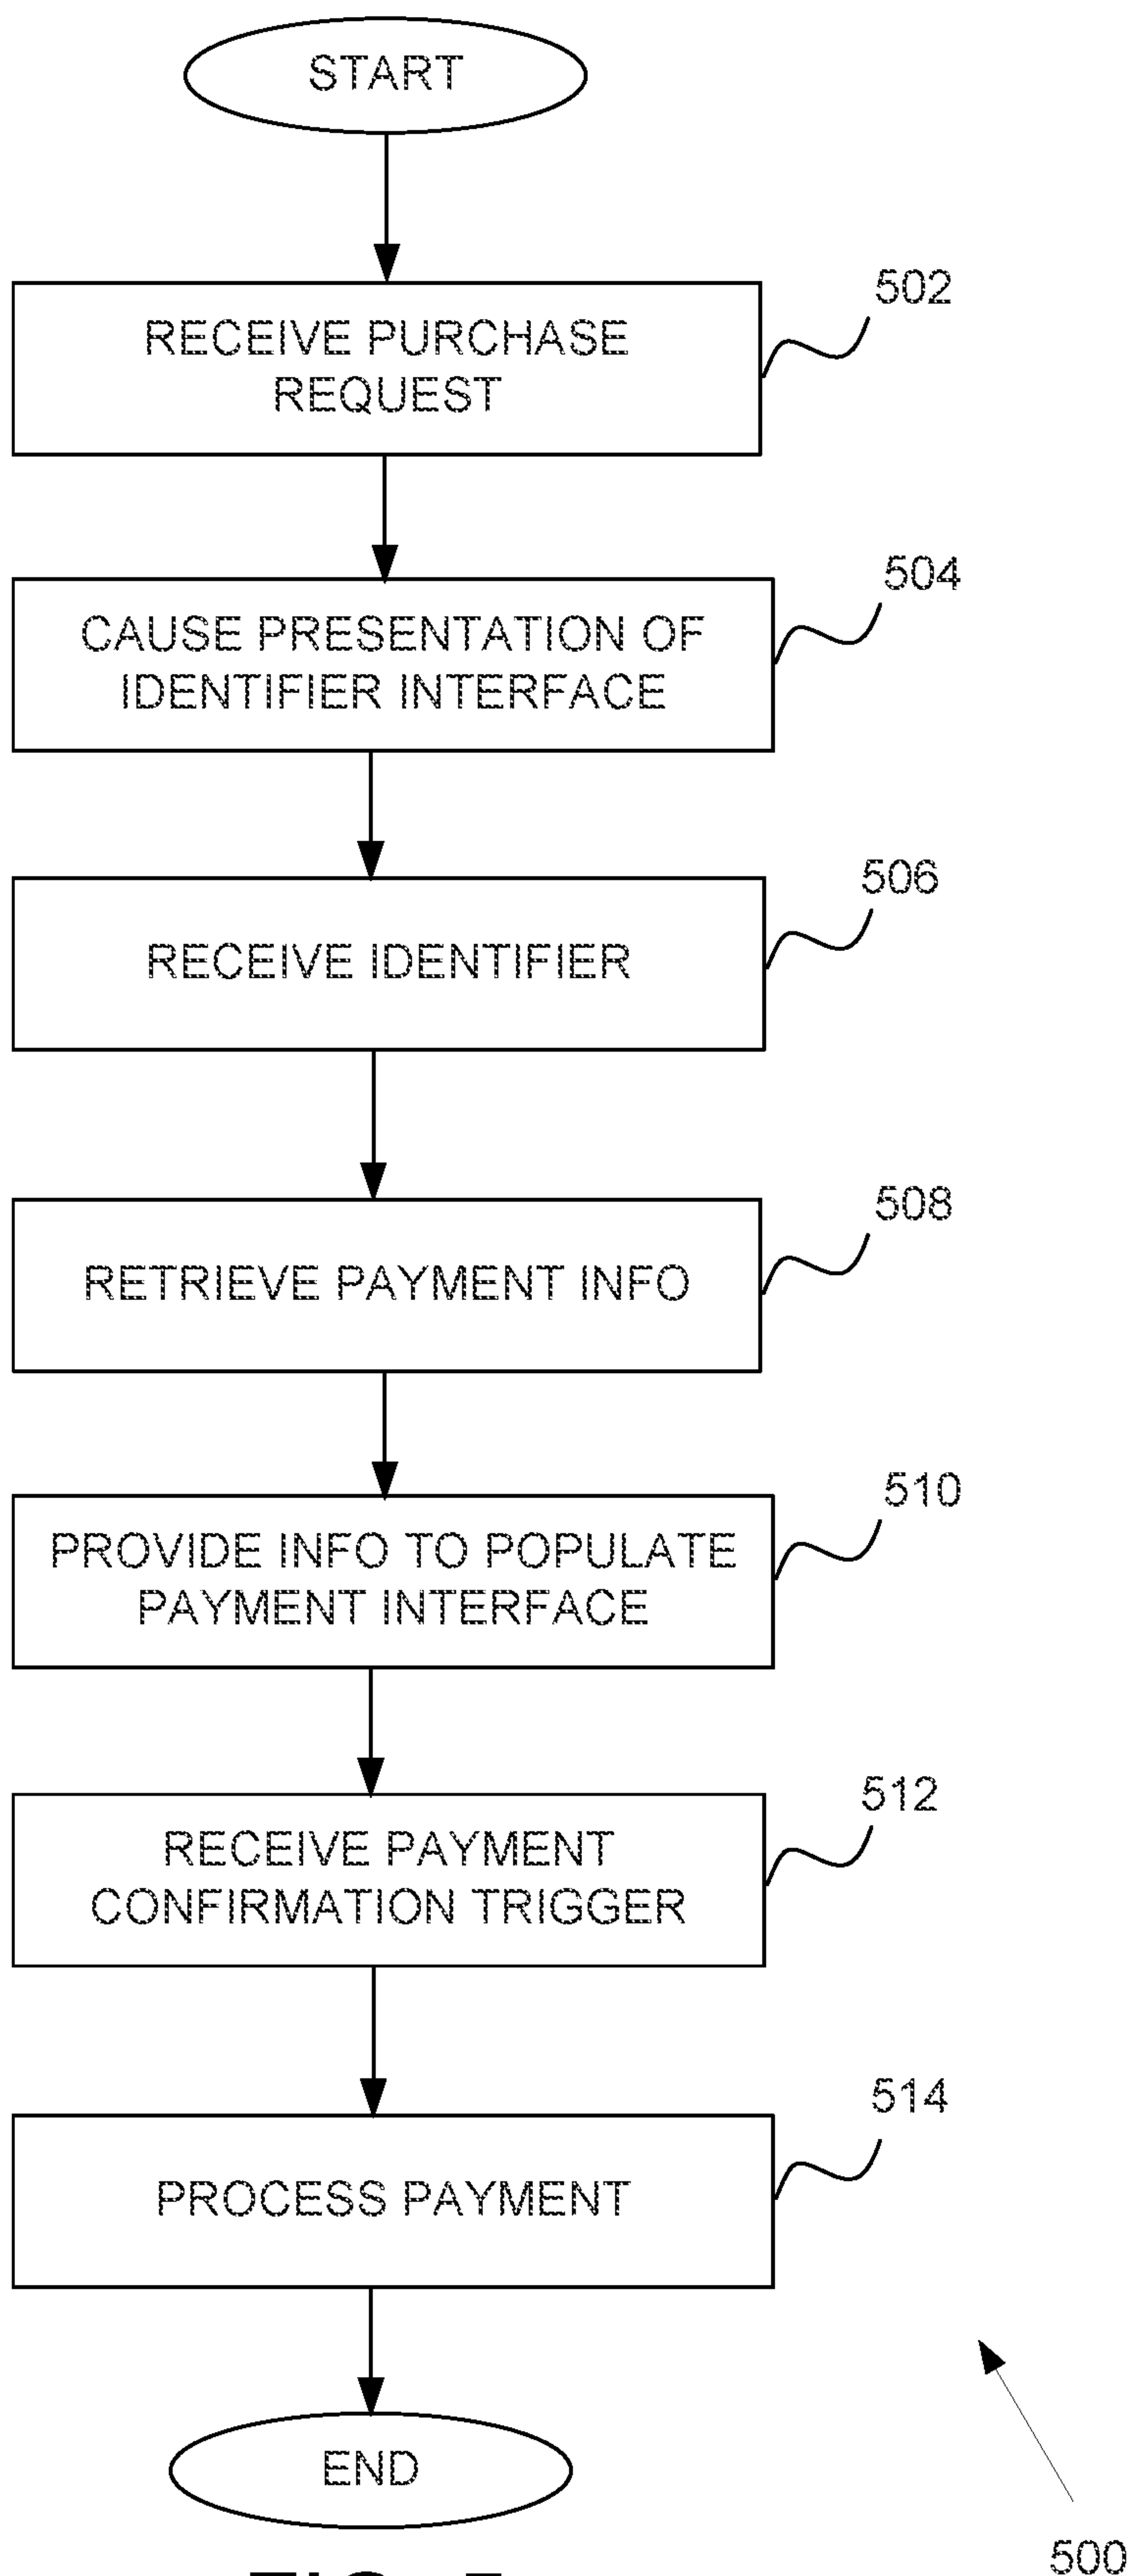 START
502
RECEIVE PURCHASE
REQUEST
504
CAUSE PRESENTATION OF
IDENTIFIER INTERFACE
506
RECEIVE IDENTIFIER
508
RETRIEVE PAYMENT INFO
510
PROVIDE INFO TO POPULATE
PAYMENT INTERFACE
512
RECEIVE PAYMENT
CONFIRMATION TRIGGER
514
PROCESS PAYMENT
END
500